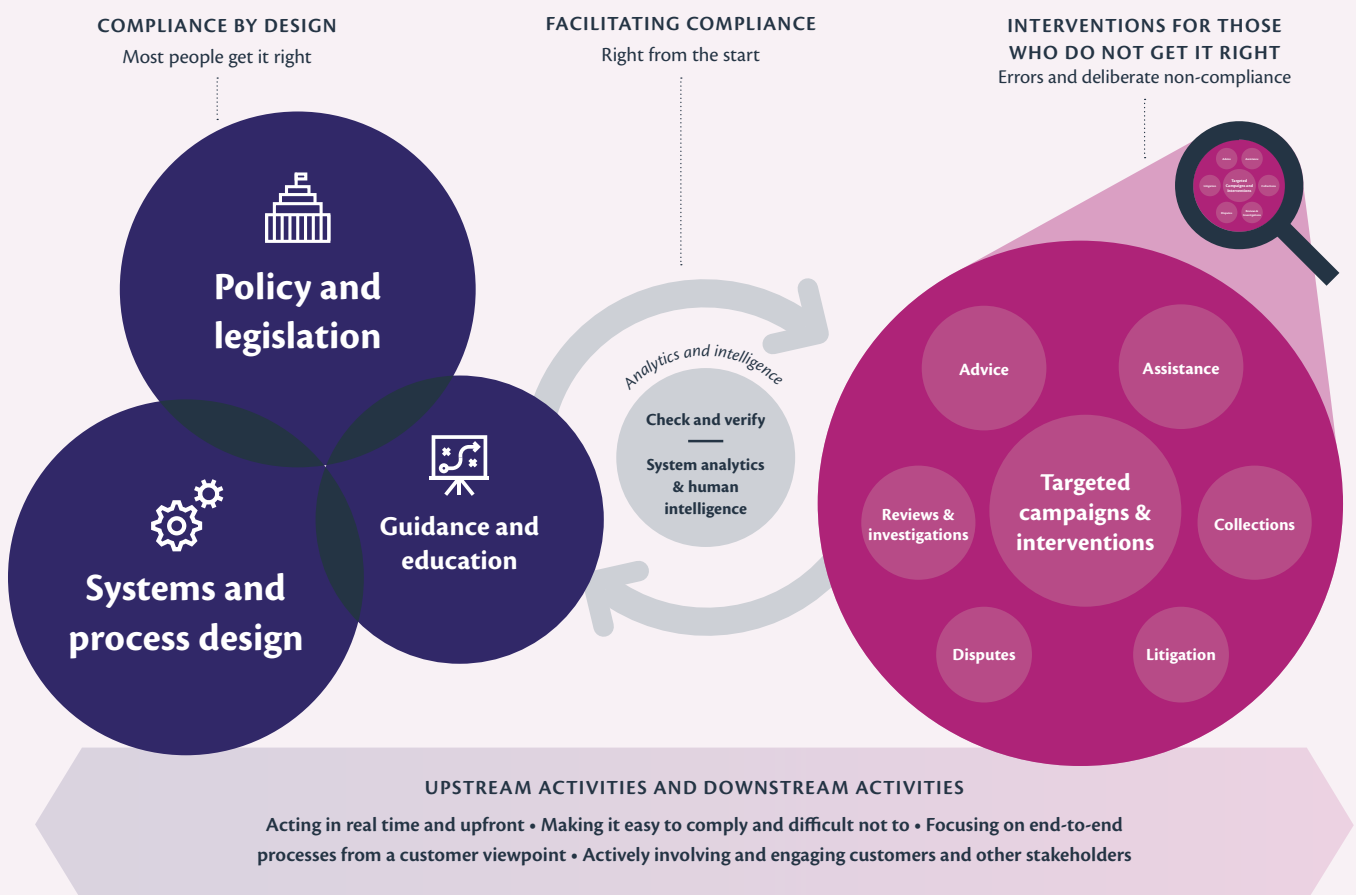 COMPLIANCE BY DESIGN
Most people get it right
FACILITATING COMPLIANCE
Right from the start
INTERVENTIONS FOR THOSE
WHO DO NOT GET IT RIGHT
Errors and deliberate non-compliance
Policy and
legislation
Systems and
process design
Guidance and
education
Analytics and intelligence
Check and verify
System analytics
& human
intelligence
Targeted
Campaigns and
Interventions
Advice
Assistance
Reviews &
investigations
Targeted
campaigns &
interventions
Collections
Disputes
Litigation
UPSTREAM ACTIVITIES AND DOWNSTREAM ACTIVITIES
Acting in real time and upfront • Making it easy to comply and difficult not to • Focusing on end-to-end
processes from a customer viewpoint • Actively involving and engaging customers and other stakeholders